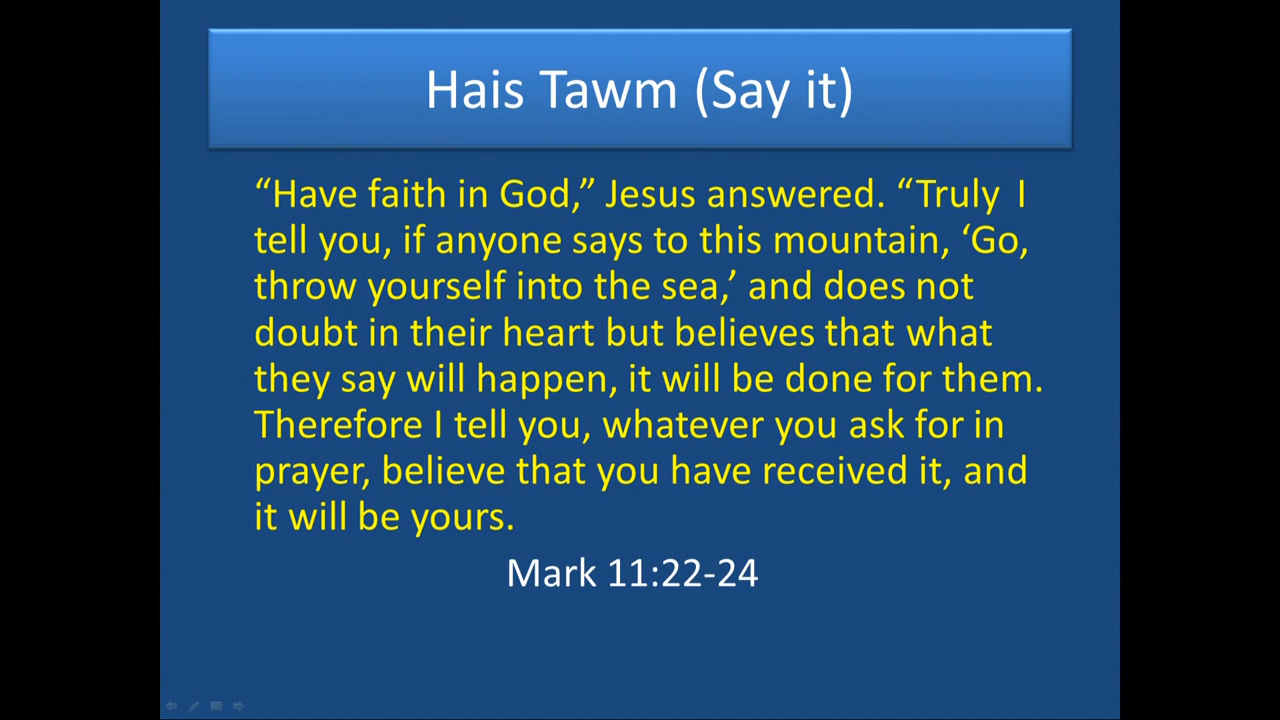 Hais Tawm (Say it)
“Have faith in God,” Jesus answered. “Truly I
tell you, if anyone says to this mountain, ‘Go,
throw yourself into the sea,’ and does not
doubt in their heart but believes that what
they say will happen, it will be done for them.
Therefore I tell you, whatever you ask for in
prayer, believe that you have received it, and
it will be yours.
Mark 11:22-24